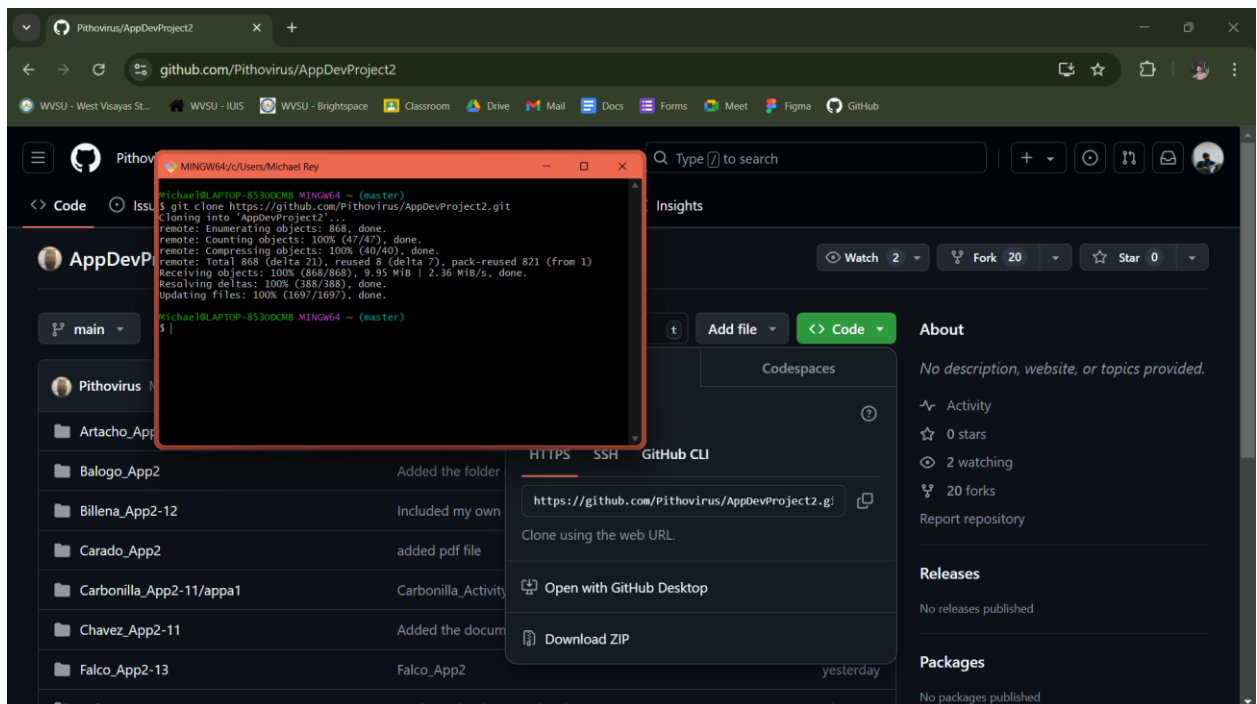 Pithovirus/AppDevProject2
github.com/Pithovirus/AppDevProject2
WVSU - West Visayas St...
WVSU - IUIS
WVSU - Brightspace
Classroom
Drive
Mail
Docs
Forms
Meet
Figma
GitHub
Pithov
Type / to search
<> Code
Issu
Insights
MINGW64:/c/Users/Michael Rey
Michael@LAPTOP-853ODCMB MINGW64 ~ (master)
$ git clone https://github.com/Pithovirus/AppDevProject2.git
Cloning into 'AppDevProject2'...
remote: Enumerating objects: 868, done.
remote: Counting objects: 100% (47/47), done.
remote: Compressing objects: 100% (40/40), done.
remote: Total 868 (delta 21), reused 8 (delta 7), pack-reused 821 (from 1)
Receiving objects: 100% (868/868), 9.95 MiB | 2.36 MiB/s, done.
Resolving deltas: 100% (388/388), done.
Updating files: 100% (1697/1697), done.
Michael@LAPTOP-853ODCMB MINGW64 ~ (master)
$
AppDevP
Watch 2
Fork 20
Star 0
main
t
Add file
<> Code
Pithovirus
Artacho_App
Balogo_App2
Added the folder
Billena_App2-12
Included my own
Carado_App2
added pdf file
Carbonilla_App2-11/appa1
Carbonilla_Activity
Chavez_App2-11
Added the docum
Falco_App2-13
Falco_App2
yesterday
Codespaces
HTTPS
SSH
GitHub CLI
https://github.com/Pithovirus/AppDevProject2.gi
Clone using the web URL.
Open with GitHub Desktop
Download ZIP
About
No description, website, or topics provided.
Activity
0 stars
2 watching
20 forks
Report repository
Releases
No releases published
Packages
No packages published